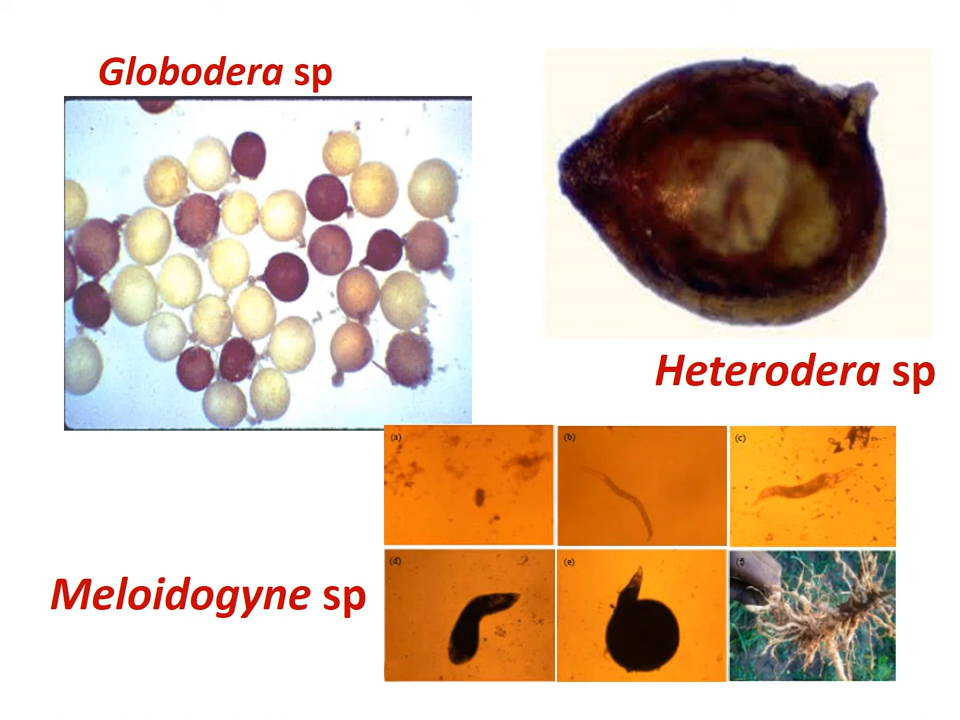 Globodera sp
Heterodera sp
(a)
(b)
(c)
Meloidogyne sp
(d)
(e)
(f)